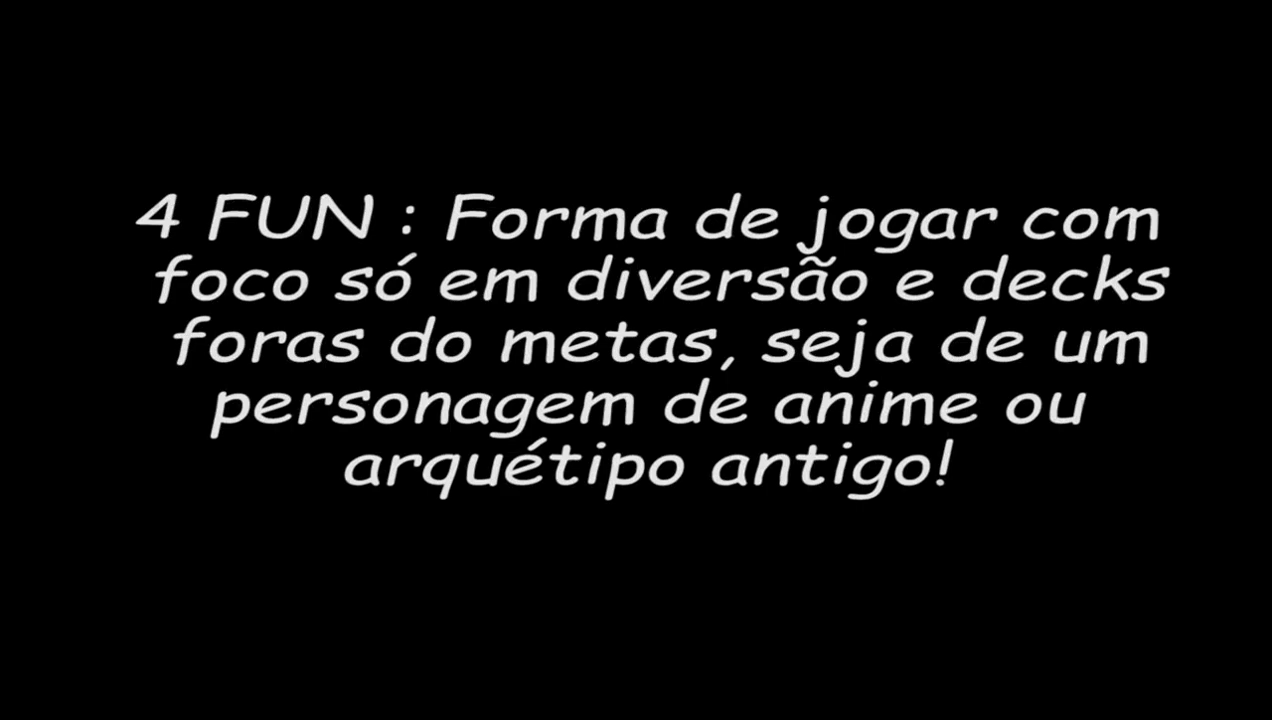 4 FUN : Forma de jogar com
foco só em diversão e decks
foras do metas, seja de um
personagem de anime ou
arquétipo antigo!